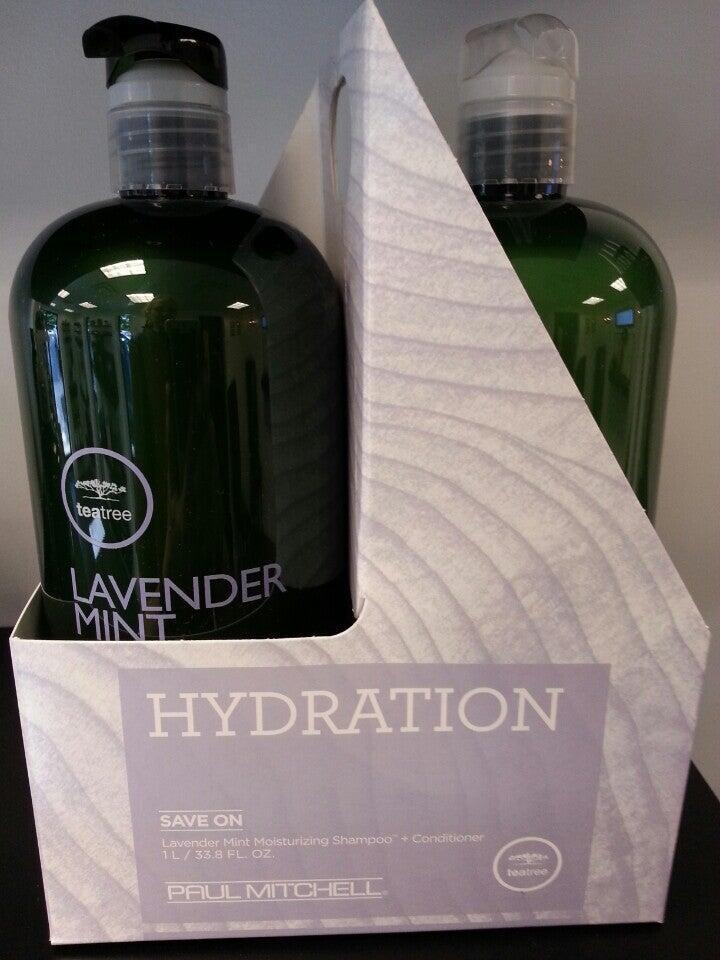 teatree
LAVENDER
MINT
HYDRATION
SAVE ON
Lavender Mint Moisturizing Shampoo™ + Conditioner
1 L / 33.8 FL. OZ.
PAUL MITCHELL®
teatree